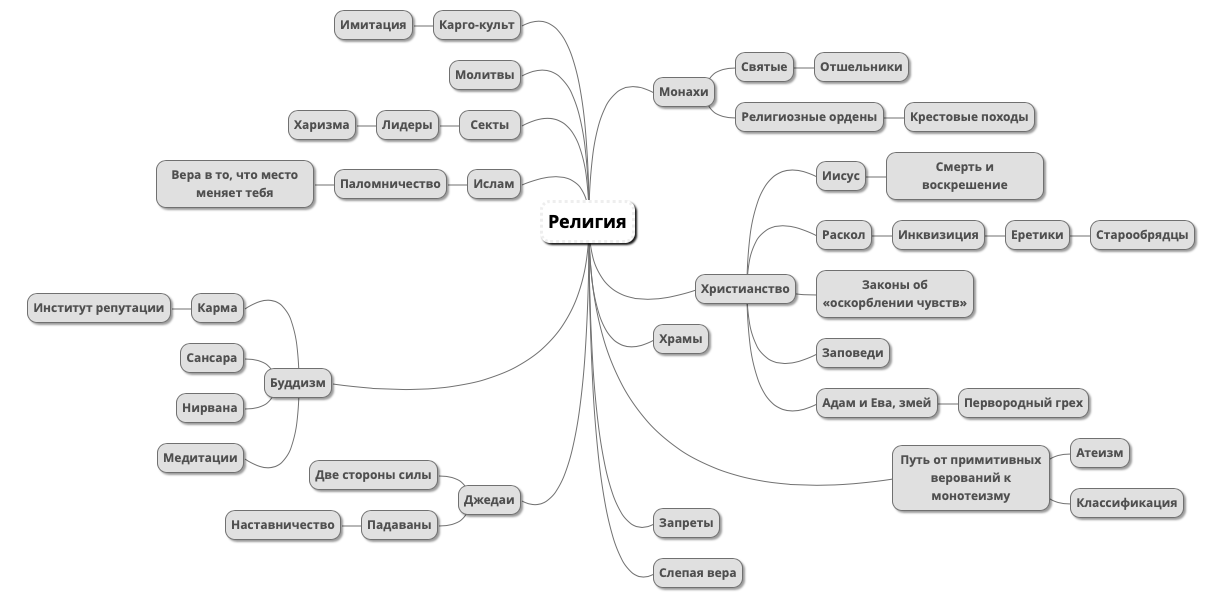 Религия
Карго-культ
Имитация
Молитвы
Секты
Лидеры
Харизма
Ислам
Паломничество
Вера в то, что место
меняет тебя
Буддизм
Карма
Институт репутации
Сансара
Нирвана
Медитации
Джедаи
Две стороны силы
Падаваны
Наставничество
Монахи
Святые
Отшельники
Религиозные ордены
Крестовые походы
Христианство
Иисус
Смерть и
воскрешение
Раскол
Инквизиция
Еретики
Старообрядцы
Законы об
«оскорблении чувств»
Заповеди
Адам и Ева, змей
Первородный грех
Храмы
Путь от примитивных
верований к
монотеизму
Атеизм
Классификация
Запреты
Слепая вера